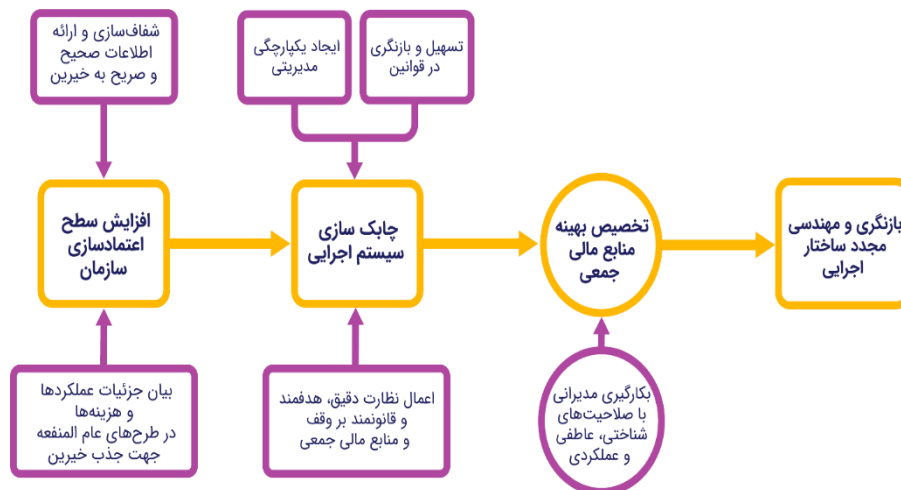 شفاف‌سازی و ارائه
اطلاعات صحیح
و صریح به خیرین
ایجاد یکپارچگی
مدیریتی
تسهیل و بازنگری
در قوانین
افزایش سطح
اعتمادسازی
سازمان
چابک سازی
سیستم اجرایی
تخصیص بهینه
منابع مالی
جمعی
بازنگری و مهندسی
مجدد ساختار
اجرایی
بیان جزئیات عملکردها
و هزینه‌ها
در طرح‌های عام المنفعه
جهت جذب خیرین
اعمال نظارت دقیق، هدفمند
و قانونمند بر وقف
و منابع مالی جمعی
بکارگیری مدیرانی
با صلاحیت‌های
شناختی، عاطفی
و عملکردی